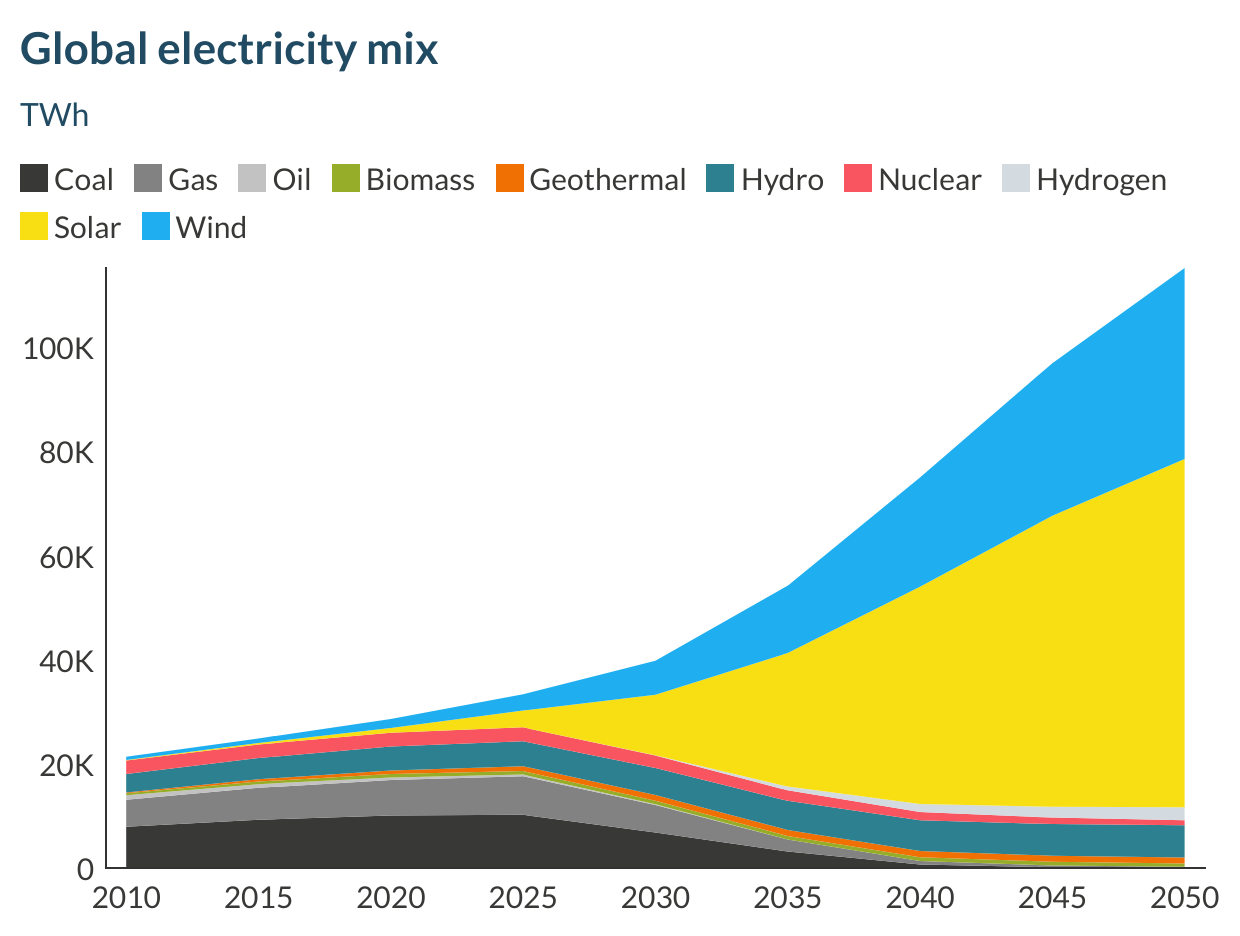 Global electricity mix
TWh
Coal Gas Oil Biomass Geothermal Hydro Nuclear Hydrogen
Solar Wind
100K
80K
60K
40K
20K
0
2010 2015 2020 2025 2030 2035 2040 2045 2050